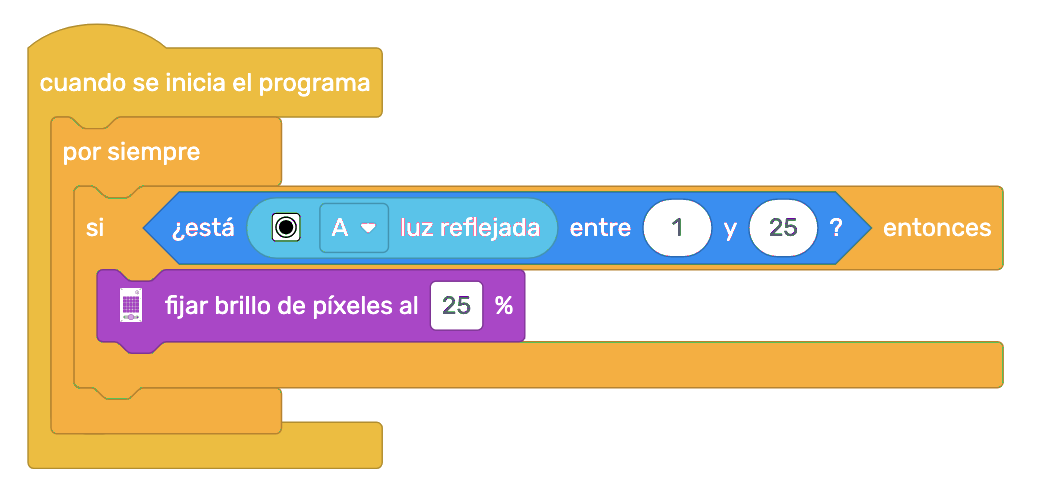 cuando se inicia el programa
por siempre
si ¿está A luz reflejada entre 1 y 25 ? entonces
fijar brillo de píxeles al 25 %